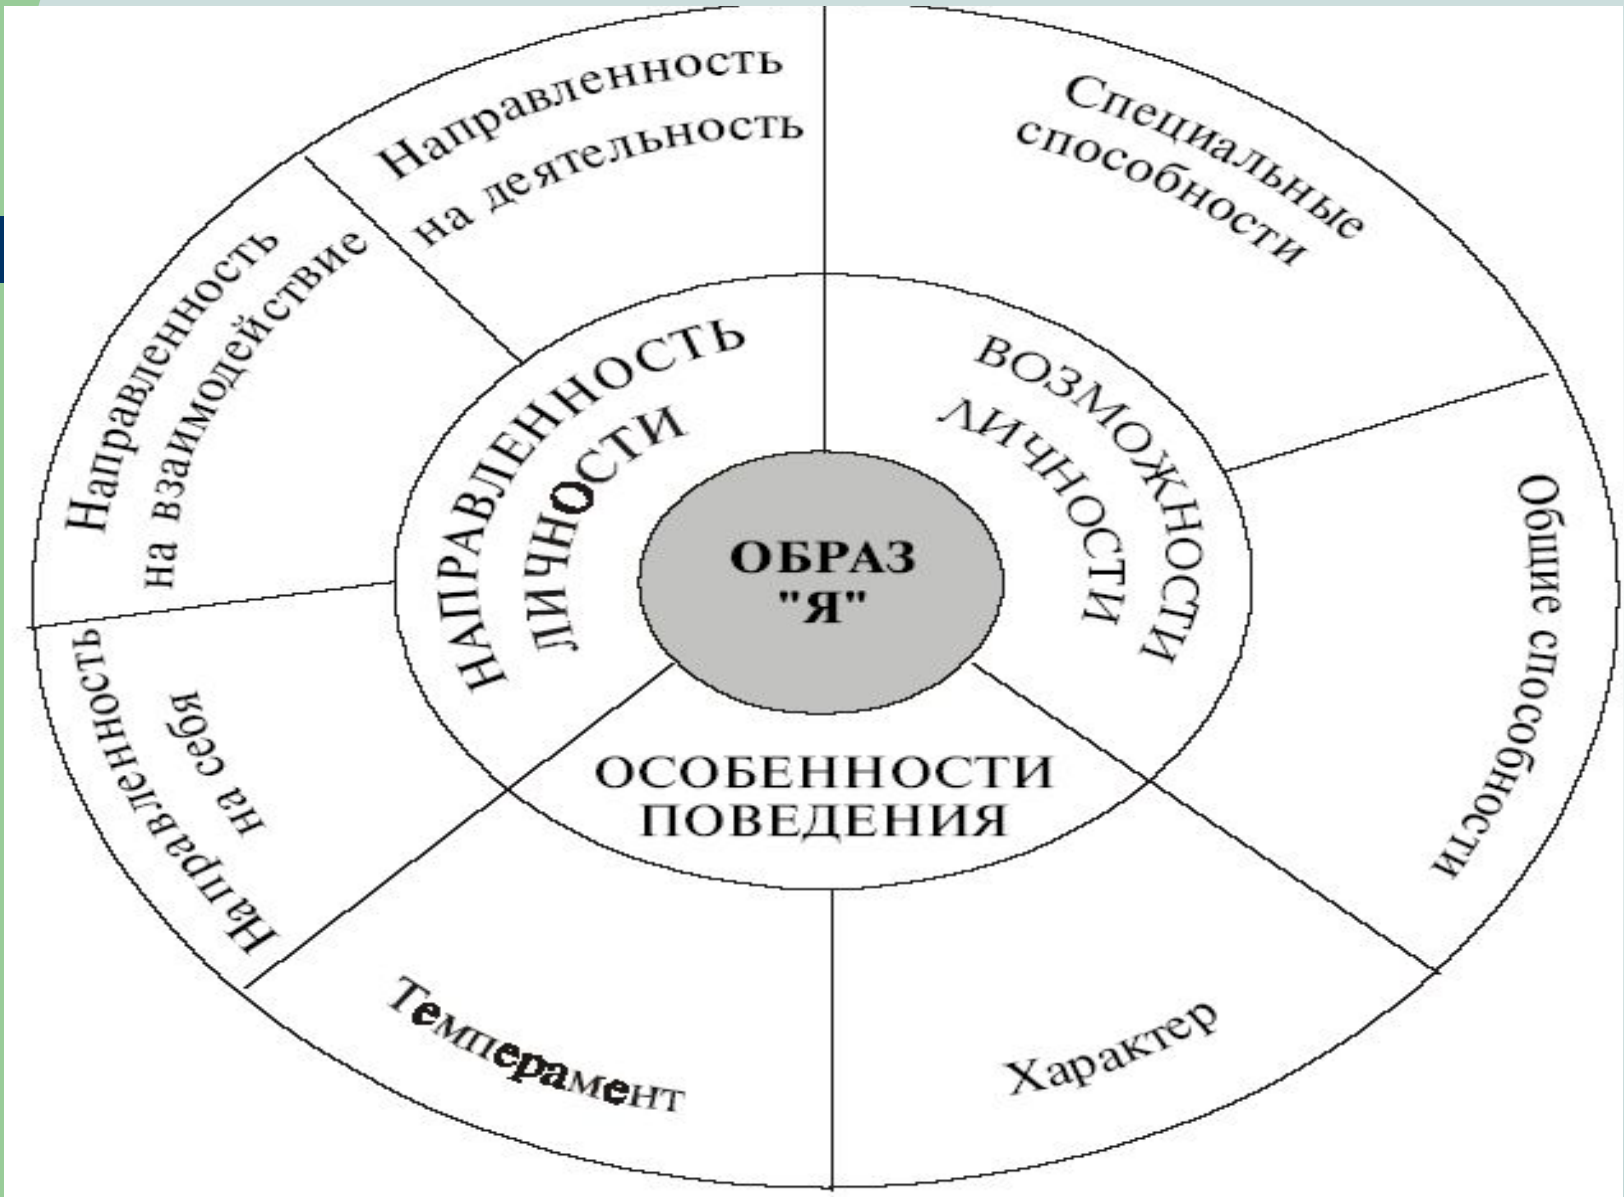 Направленность
на деятельность
Специальные
способности
Направленность
на взаимодействие
НАПРАВЛЕННОСТЬ
ЛИЧНОСТИ
ВОЗМОЖНОСТИ
ЛИЧНОСТИ
Общие способности
ОБРАЗ
"Я"
Направленность
на себя
ОСОБЕННОСТИ
ПОВЕДЕНИЯ
Темперамент
Характер